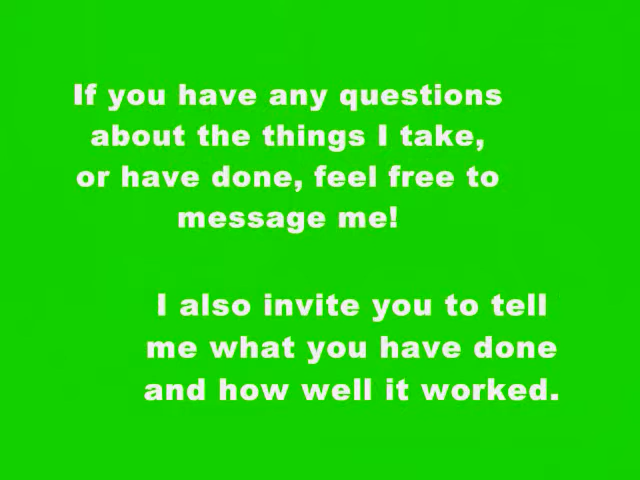 If you have any questions
about the things I take,
or have done, feel free to
message me!
I also invite you to tell
me what you have done
and how well it worked.